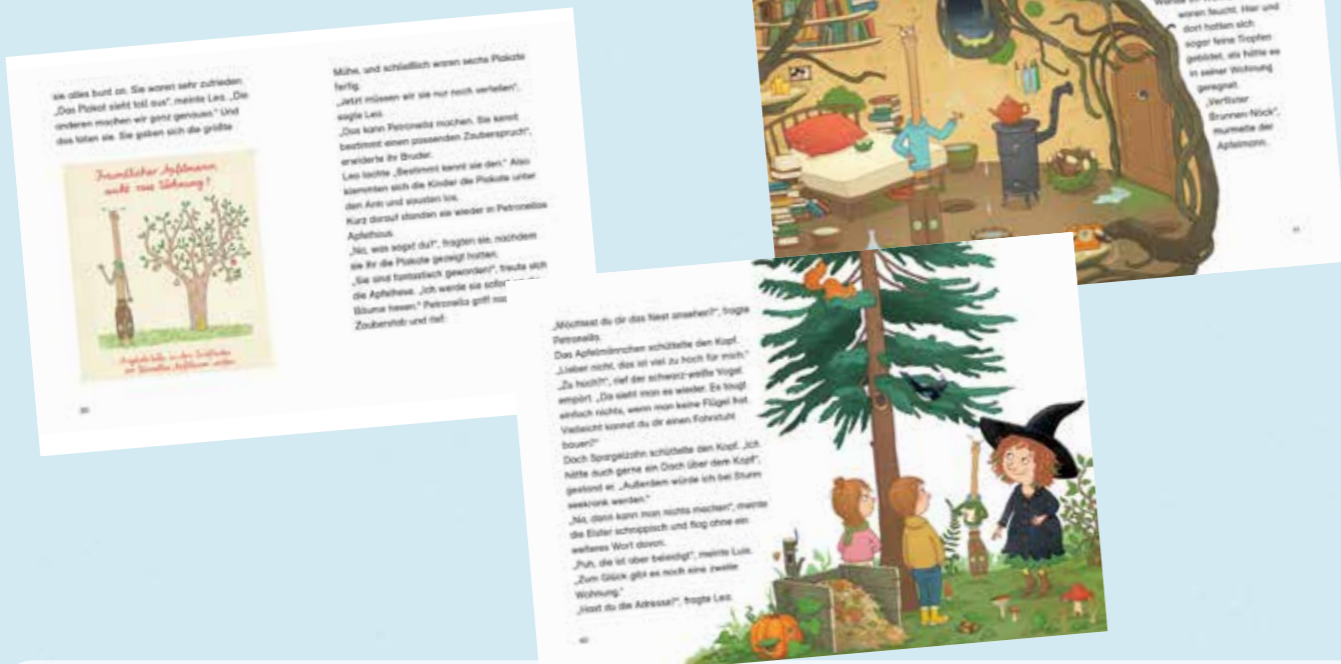 sie alles bunt an. Sie waren sehr zufrieden.
„Das Plakat sieht toll aus“, meinte Lea. „Die
anderen machen wir ganz genauso.“ Und
das taten sie. Sie gaben sich die größte
Freundlicher Apfelmann
sucht neue Wohnung!
Mühe, und schließlich waren sechs Plakate
fertig.
„Jetzt müssen wir sie nur noch verteilen“,
sagte Lea.
„Das kann Petronella machen. Sie kennt
bestimmt einen passenden Zauberspruch“,
erwiderte ihr Bruder.
Lea lachte. „Bestimmt kennt sie den.“ Also
klemmten sich die Kinder die Plakate unter
den Arm und sausten los.
Kurz darauf standen sie wieder in Petronellas
Apfelhaus.
„Na, was sagst du?“, fragten sie, nachdem
sie ihr die Plakate gezeigt hatten.
„Sie sind fantastisch geworden!“, freute sich
die Apfelhexe. „Ich werde sie sofort
Bäume hexen.“ Petronella griff
Zauberstab und rief:
waren feucht. Hier und
dort hatten sich
sogar feine Tropfen
gebildet, als hätte es
in seiner Wohnung
geregnet.
„Verflixter
Brunnen-Nöck“,
murmelte der
Apfelmann.
„Möchtest du dir das Nest ansehen?“, fragte
Petronella.
Das Apfelmännchen schüttelte den Kopf.
„Lieber nicht, das ist viel zu hoch für mich.“
„Zu hoch?!“, rief der schwarz-weiße Vogel
empört. „Da sieht man es wieder. Es taugt
einfach nichts, wenn man keine Flügel hat.
Vielleicht kannst du dir einen Fahrstuhl
bauen?“
Doch Spargelzahn schüttelte den Kopf. „Ich
hätte auch gerne ein Dach über dem Kopf“,
gestand er. „Außerdem würde ich bei Sturm
seekrank werden.“
„Na, dann kann man nichts machen“, meinte
die Elster schnippisch und flog ohne ein
weiteres Wort davon.
„Puh, die ist aber beleidigt“, meinte Luis.
„Zum Glück gibt es noch eine zweite
Wohnung.“
„Hast du die Adresse?“, fragte Lea.